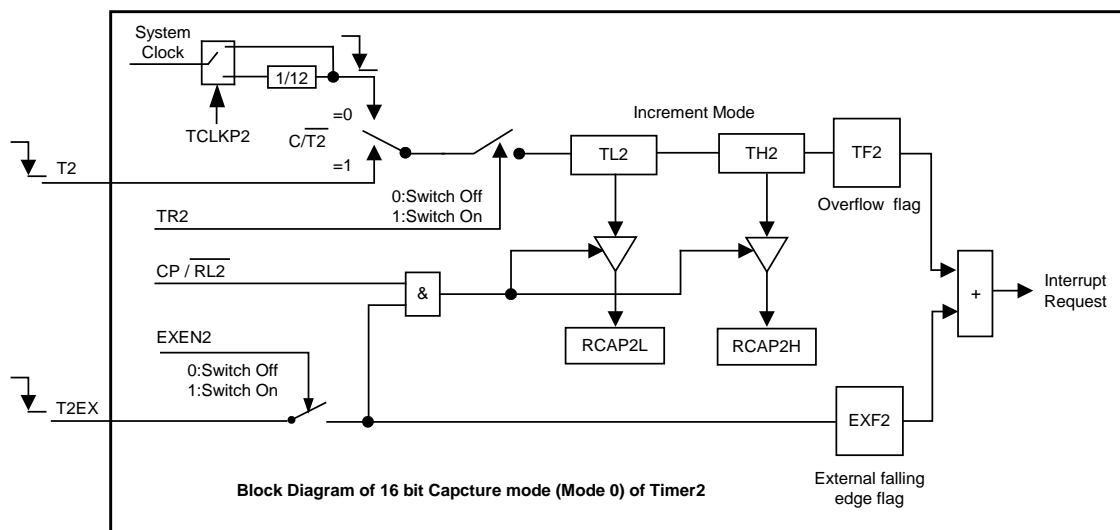 System
Clock
1/12
TCLKP2
=0
C/T2
=1
Increment Mode
T2
TL2
TH2
TF2
0:Switch Off
1:Switch On
Overflow flag
TR2
CP / RL2
&
+
Interrupt
Request
EXEN2
RCAP2L
RCAP2H
0:Switch Off
1:Switch On
T2EX
EXF2
External falling
edge flag
Block Diagram of 16 bit Capcture mode (Mode 0) of Timer2